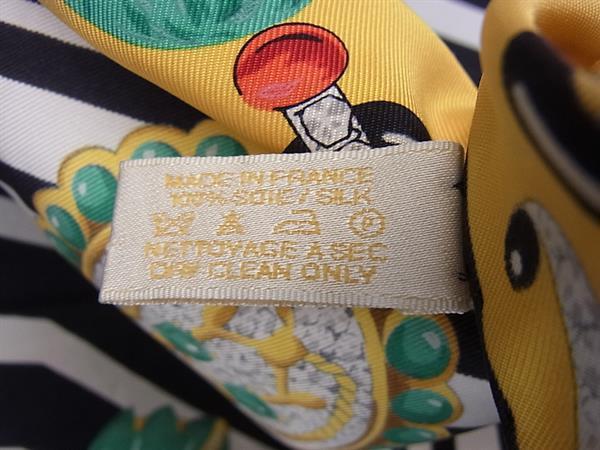 MADE IN FRANCE
100% SOIE / SILK
P
NETTOYAGE A SEC
DRY CLEAN ONLY